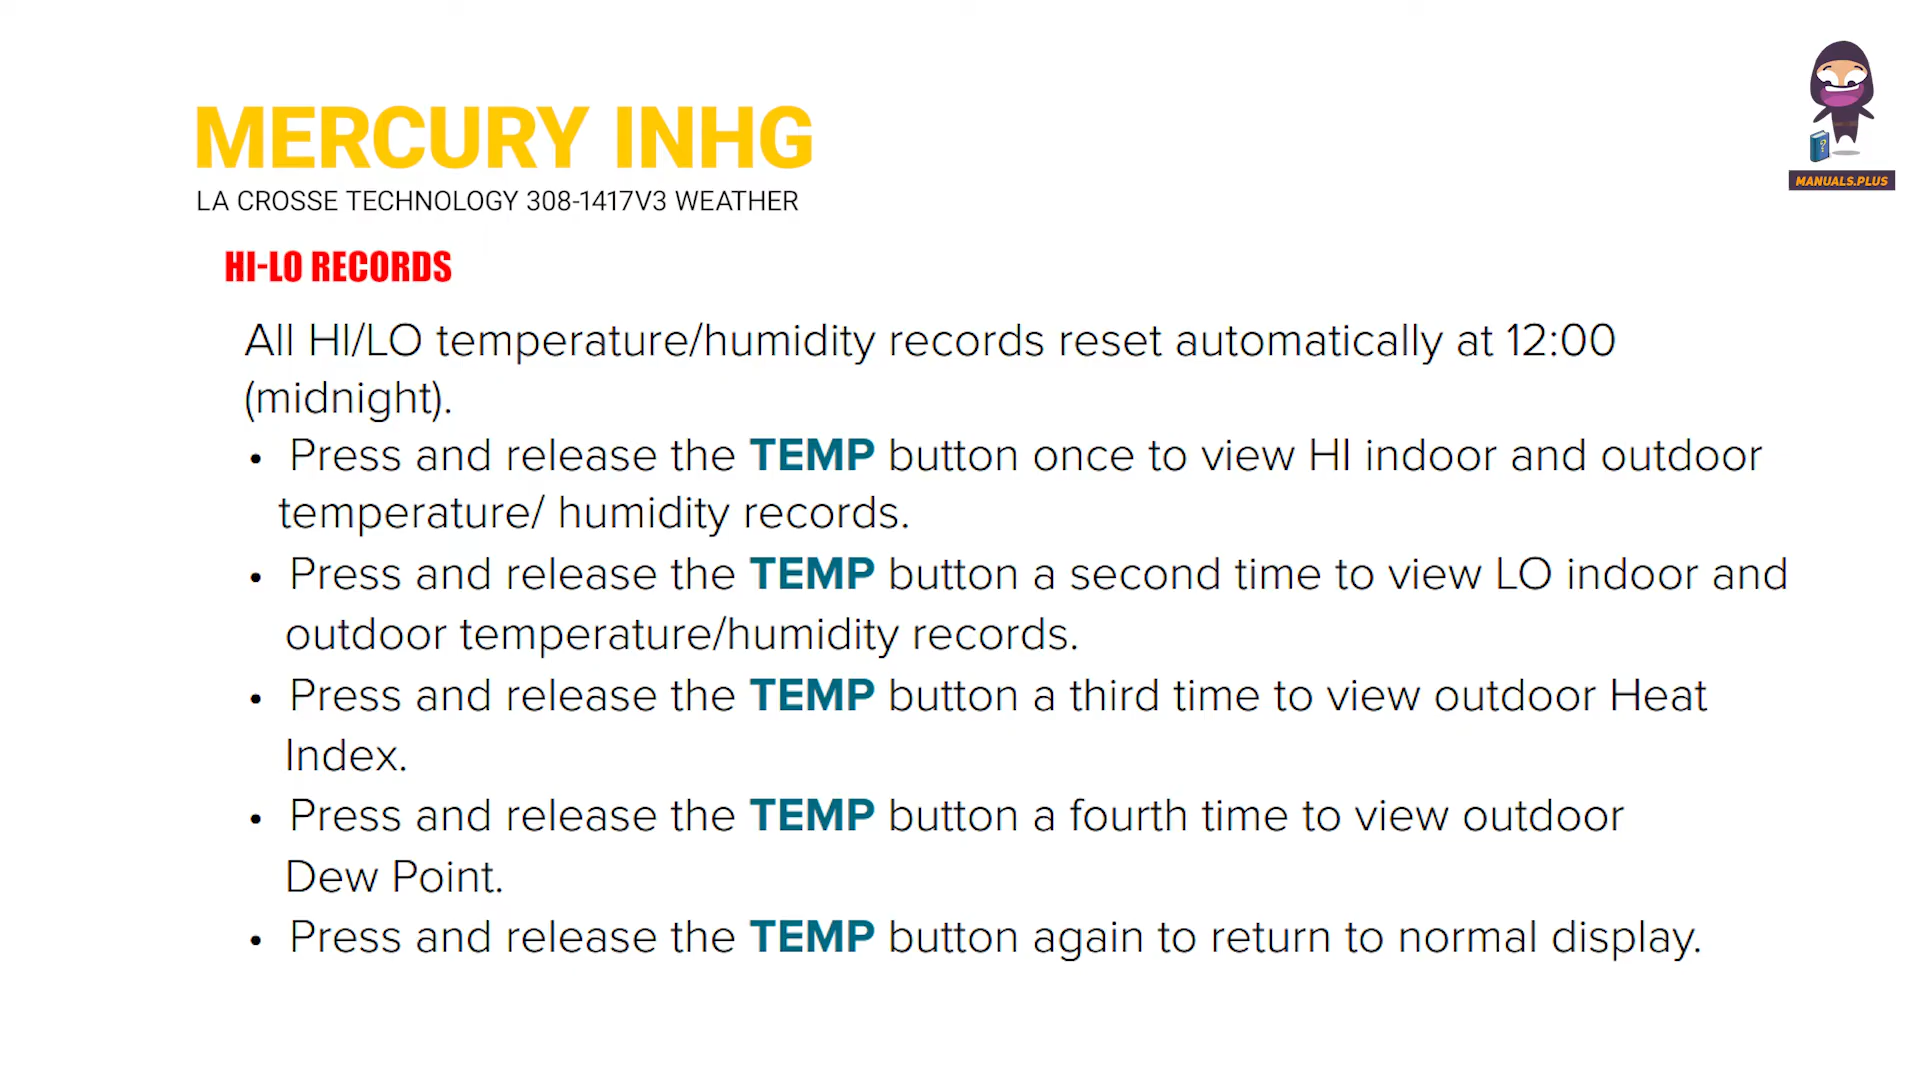 MERCURY INHG
LA CROSSE TECHNOLOGY 308-1417V3 WEATHER
MANUALS.PLUS
HI-LO RECORDS
All HI/LO temperature/humidity records reset automatically at 12:00
(midnight).
• Press and release the TEMP button once to view HI indoor and outdoor
temperature/ humidity records.
• Press and release the TEMP button a second time to view LO indoor and
outdoor temperature/humidity records.
• Press and release the TEMP button a third time to view outdoor Heat
Index.
• Press and release the TEMP button a fourth time to view outdoor
Dew Point.
• Press and release the TEMP button again to return to normal display.